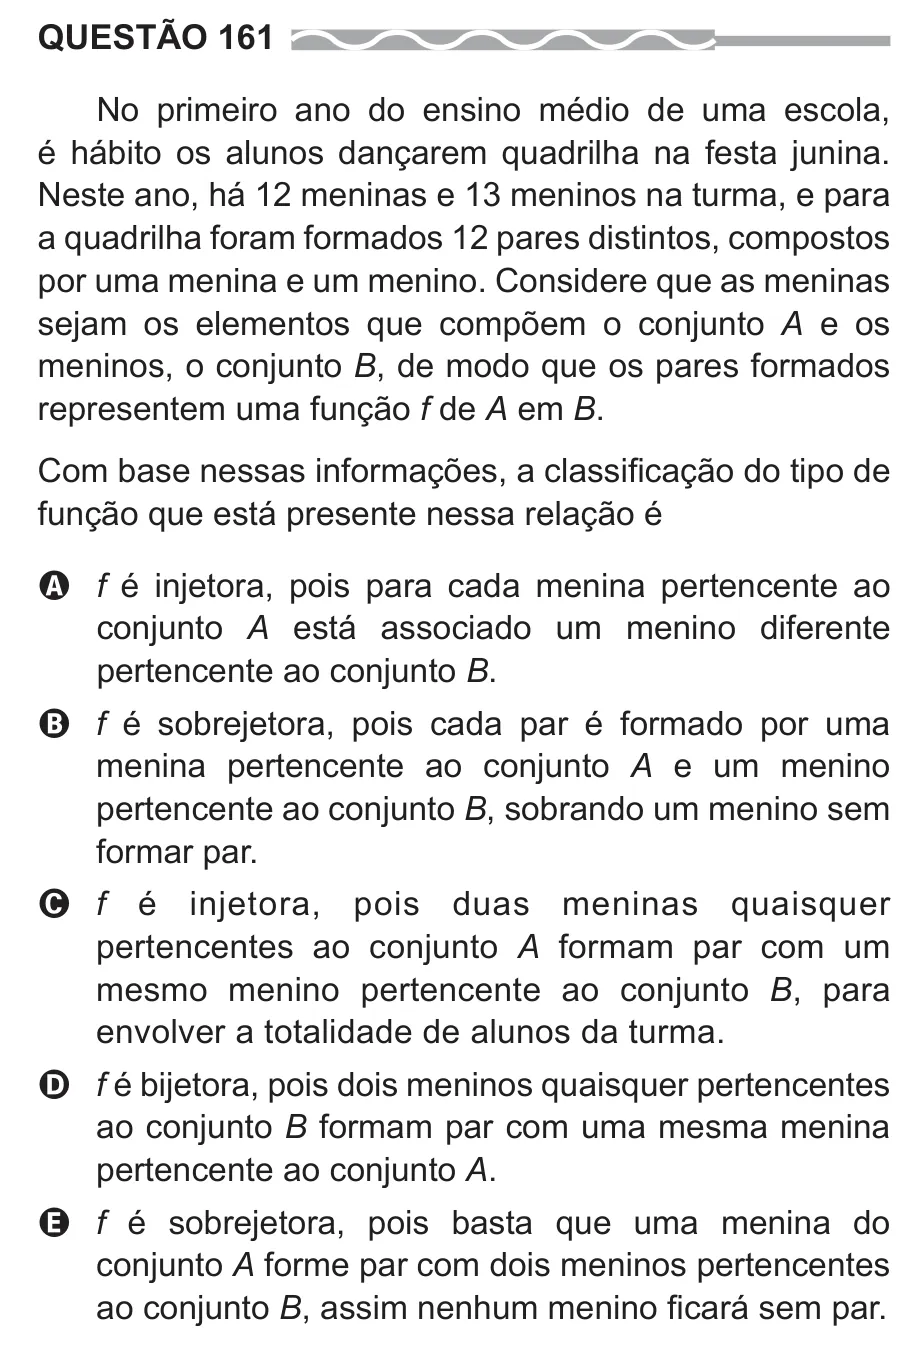 QUESTÃO 161
No primeiro ano do ensino médio de uma escola,
é hábito os alunos dançarem quadrilha na festa junina.
Neste ano, há 12 meninas e 13 meninos na turma, e para
a quadrilha foram formados 12 pares distintos, compostos
por uma menina e um menino. Considere que as meninas
sejam os elementos que compõem o conjunto A e os
meninos, o conjunto B, de modo que os pares formados
representem uma função f de A em B.
Com base nessas informações, a classificação do tipo de
função que está presente nessa relação é
A f é injetora, pois para cada menina pertencente ao
conjunto A está associado um menino diferente
pertencente ao conjunto B.
B f é sobrejetora, pois cada par é formado por uma
menina pertencente ao conjunto A e um menino
pertencente ao conjunto B, sobrando um menino sem
formar par.
C f é injetora, pois duas meninas quaisquer
pertencentes ao conjunto A formam par com um
mesmo menino pertencente ao conjunto B, para
envolver a totalidade de alunos da turma.
D f é bijetora, pois dois meninos quaisquer pertencentes
ao conjunto B formam par com uma mesma menina
pertencente ao conjunto A.
E f é sobrejetora, pois basta que uma menina do
conjunto A forme par com dois meninos pertencentes
ao conjunto B, assim nenhum menino ficará sem par.